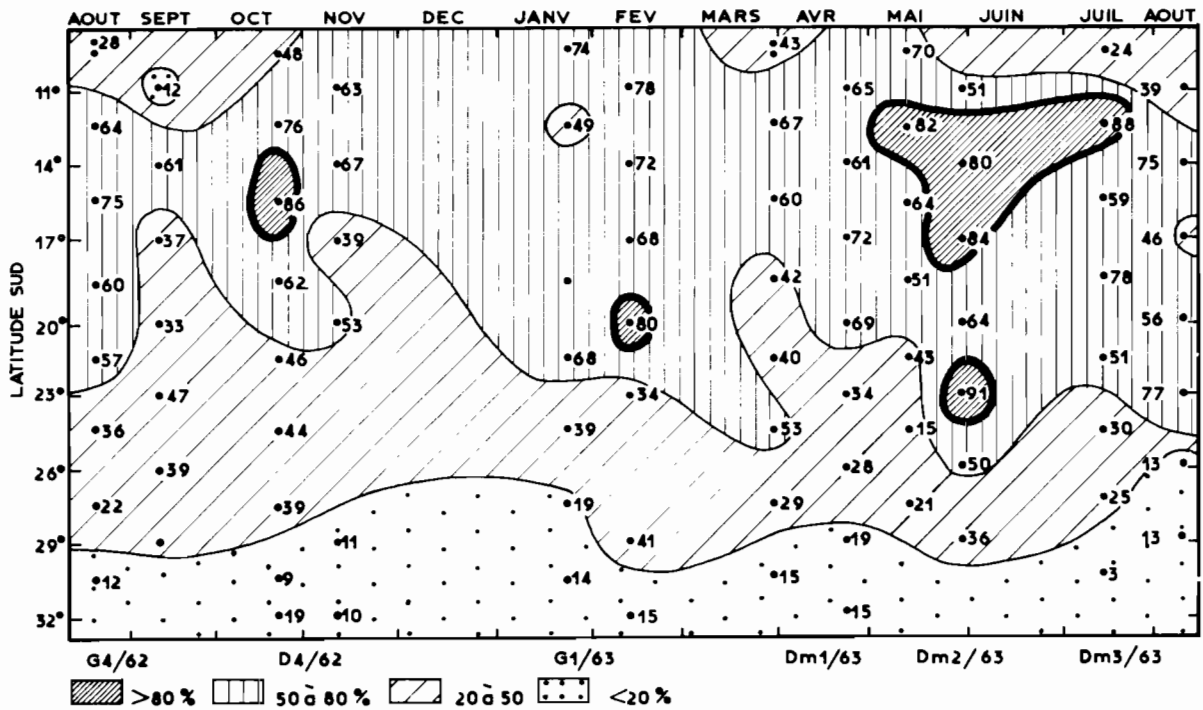 AOUT SEPT OCT NOV DEC JANV FEV MARS AVR MAI JUIN JUIL AOUT
28 48 74 43 70 24
11° 12 63 78 65 51 39
64 76 49 67 82 88
14° 61 67 72 61 80 75
75 86 60 64 59
17° 37 39 68 72 84 46
60 62 42 51 78
20° 33 53 80 69 64 56
57 46 68 40 43 51
23° 47 34 34 91 77
36 44 39 53 15 30
26° 39 28 50 13
22 39 19 29 21 25
29° 11 41 19 36 13
12 9 14 15 3
32° 19 10 15 15
LATITUDE SUD
G4/62 D4/62 G1/63 Dm1/63 Dm2/63 Dm3/63
>80% 50 à 80% 20 à 50 <20%